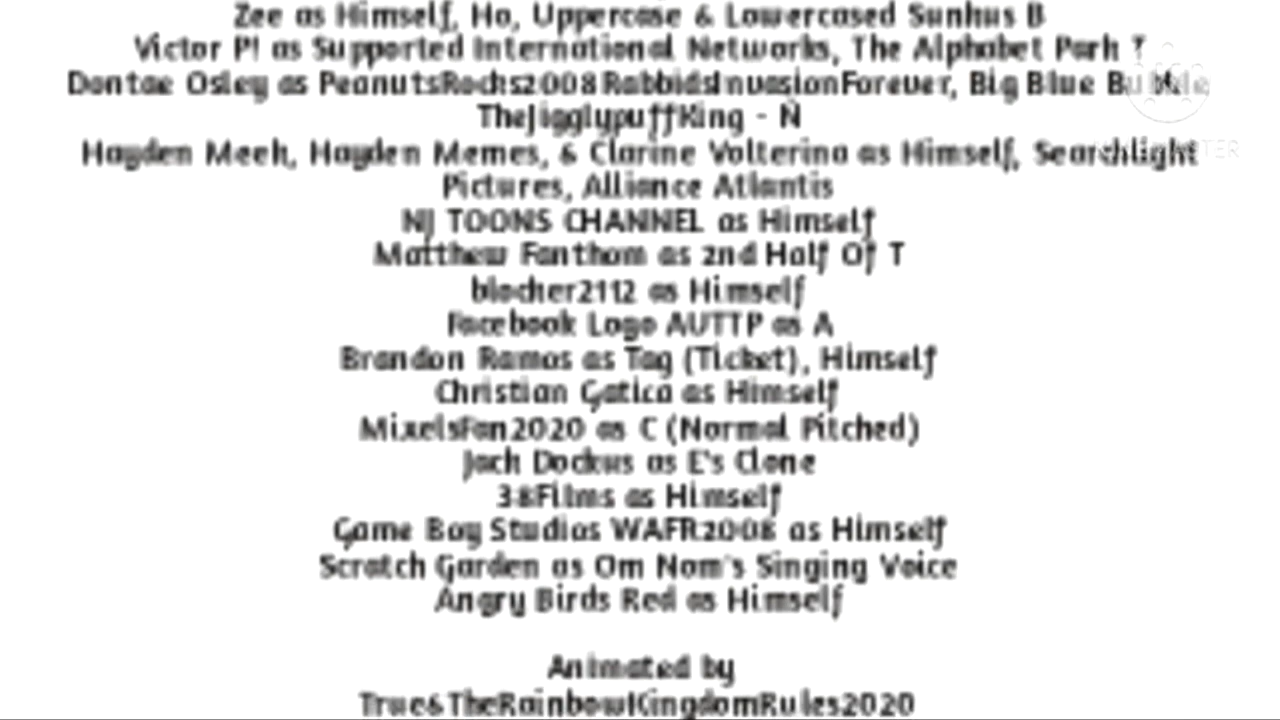 Zee as Himself, Ho, Uppercase & Lowercased Sunhus B
Victor P! as Supported International Networks, The Alphabet Park T
Dontae Osley as PeanutsRocks2008RabbidsInvasionForever, Big Blue Bubble
TheJigglypuffKing - Ñ
Hayden Meek, Hayden Memes, & Clarine Volterina as Himself, Searchlight
Pictures, Alliance Atlantis
NJ TOONS CHANNEL as Himself
Matthew Fanthom as 2nd Half Of T
blocker2112 as Himself
Facebook Logo AUTTP as A
Brandon Ramos as Tag (Ticket), Himself
Christian Gatica as Himself
MixelsFan2020 as C (Normal Pitched)
Jack Dockus as E's Clone
38Films as Himself
Game Boy Studios WAFR2008 as Himself
Scratch Garden as Om Nom's Singing Voice
Angry Birds Red as Himself
Animated by
True&TheRainbowKingdomRules2020